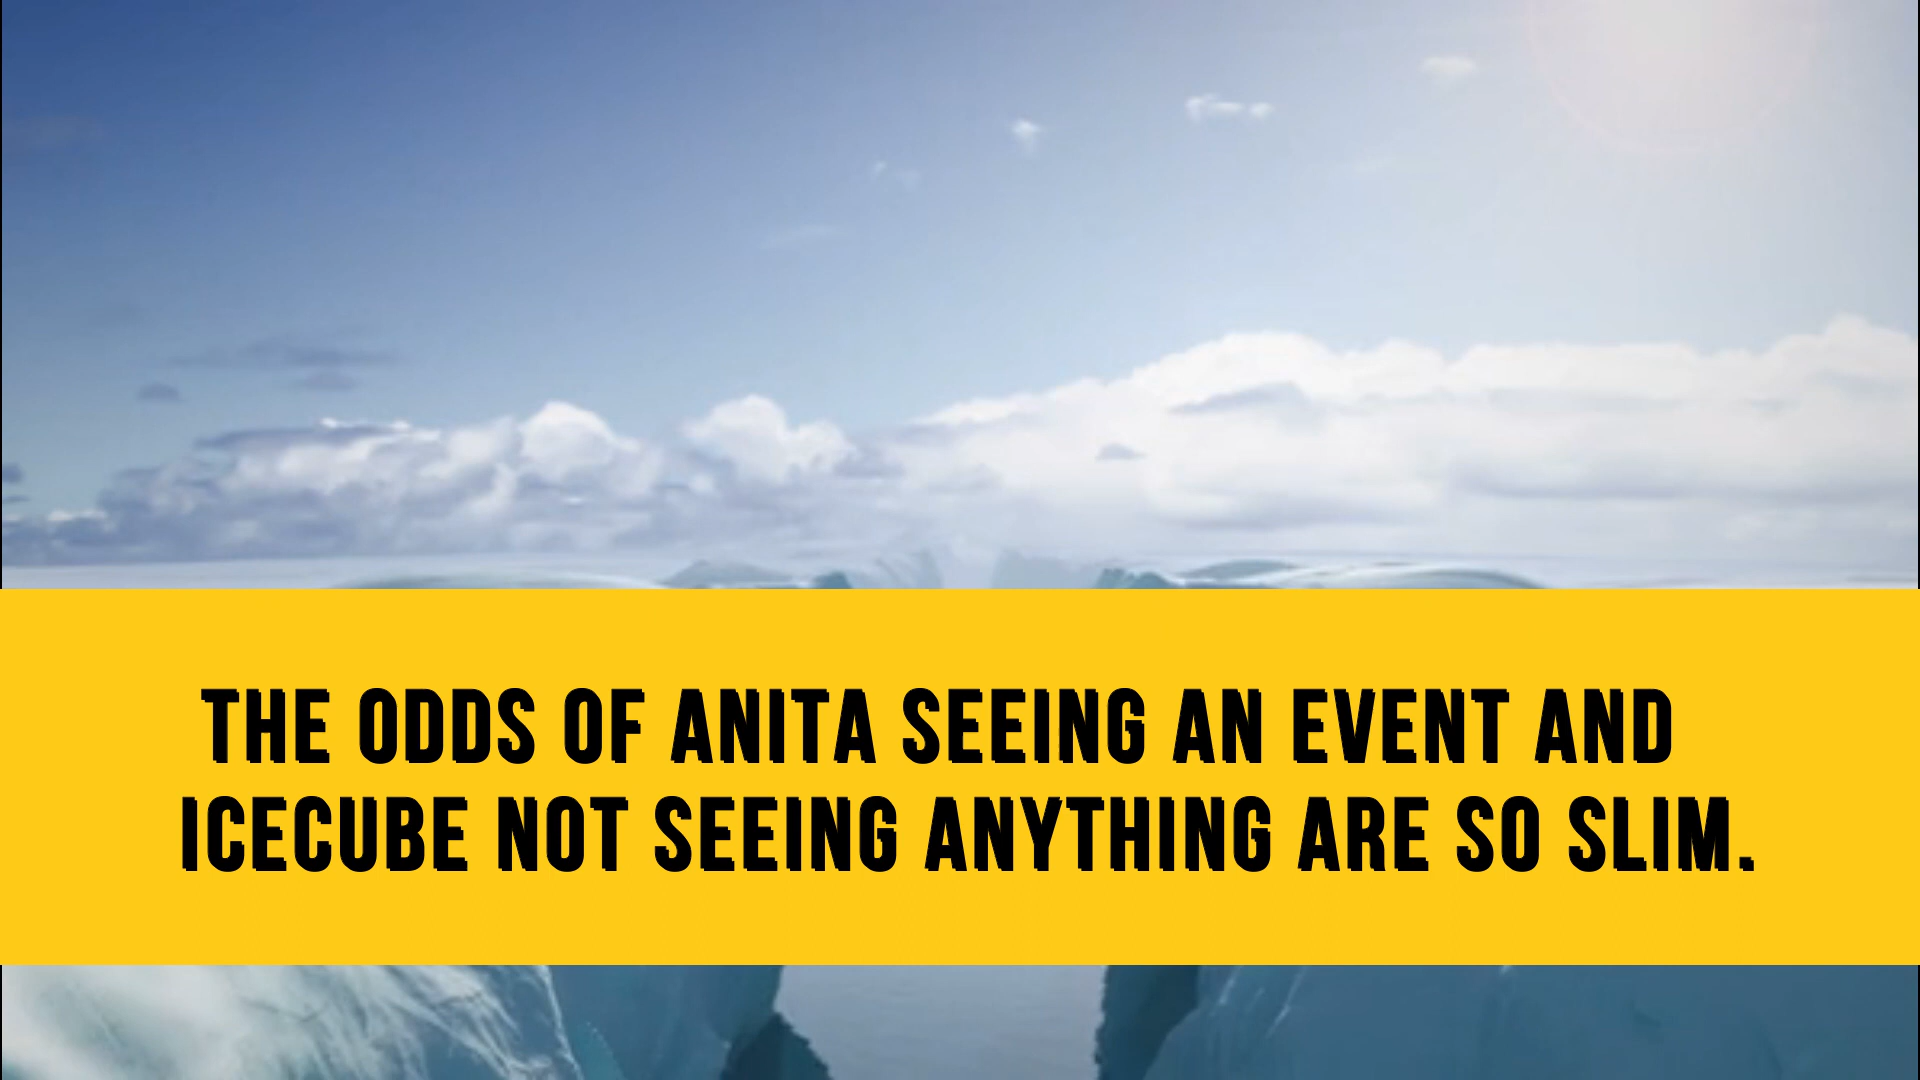 THE ODDS OF ANITA SEEING AN EVENT AND
ICECUBE NOT SEEING ANYTHING ARE SO SLIM.